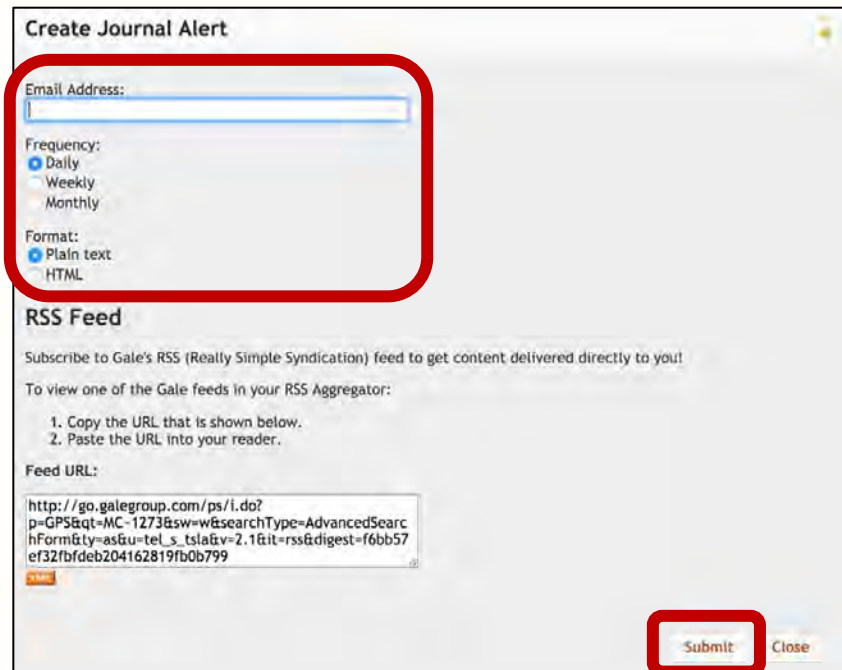 Create Journal Alert
Email Address:
Frequency:
Daily
Weekly
Monthly
Format:
Plain text
HTML
RSS Feed
Subscribe to Gale's RSS (Really Simple Syndication) feed to get content delivered directly to you!
To view one of the Gale feeds in your RSS Aggregator:
1. Copy the URL that is shown below.
2. Paste the URL into your reader.
Feed URL:
http://go.galegroup.com/ps/i.do?
p=GPS&qt=MC~1273&sw=w&searchType=AdvancedSearc
hForm&ty=as&u=tel_s_tsla&v=2.1&it=rss&digest=f6bb57
ef32fbfdeb204162819fb0b799
XML
Submit Close